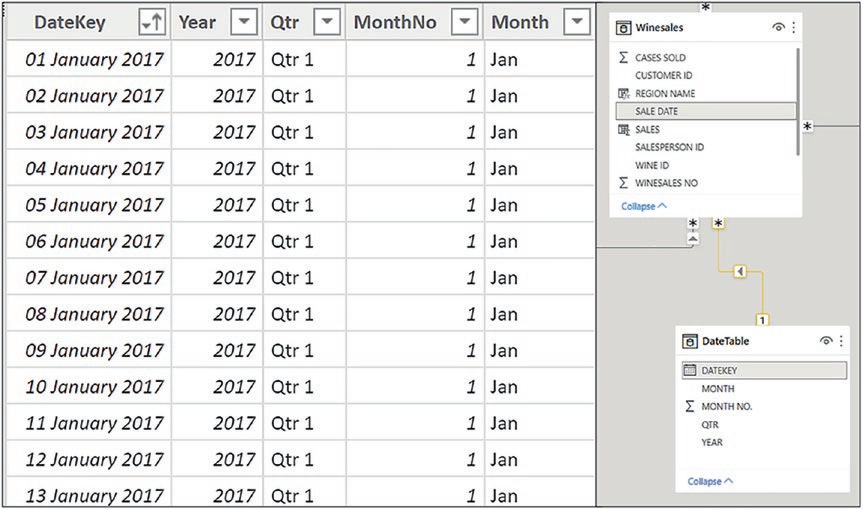 DateKey Year Qtr MonthNo Month
01 January 2017 2017 Qtr 1 1 Jan
02 January 2017 2017 Qtr 1 1 Jan
03 January 2017 2017 Qtr 1 1 Jan
04 January 2017 2017 Qtr 1 1 Jan
05 January 2017 2017 Qtr 1 1 Jan
06 January 2017 2017 Qtr 1 1 Jan
07 January 2017 2017 Qtr 1 1 Jan
08 January 2017 2017 Qtr 1 1 Jan
09 January 2017 2017 Qtr 1 1 Jan
10 January 2017 2017 Qtr 1 1 Jan
11 January 2017 2017 Qtr 1 1 Jan
12 January 2017 2017 Qtr 1 1 Jan
13 January 2017 2017 Qtr 1 1 Jan
*
Winesales
Σ CASES SOLD
CUSTOMER ID
REGION NAME
SALE DATE
SALES
SALESPERSON ID
WINE ID
Σ WINESALES NO
Collapse
*
* *
1
DateTable
DATEKEY
MONTH
Σ MONTH NO.
QTR
YEAR
Collapse